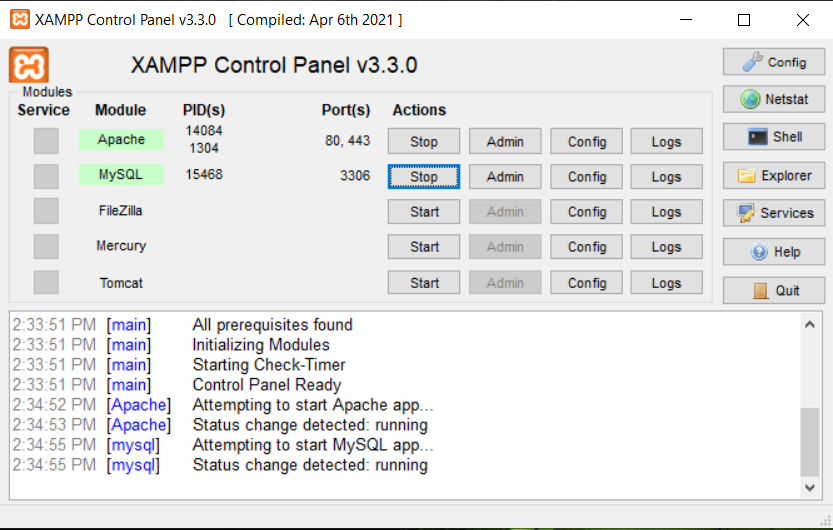 XAMPP Control Panel v3.3.0 [ Compiled: Apr 6th 2021 ]
XAMPP Control Panel v3.3.0
Config
Modules
Service Module PID(s) Port(s) Actions
Netstat
Apache 14084 1304 80, 443 Stop Admin Config Logs
Shell
MySQL 15468 3306 Stop Admin Config Logs
Explorer
FileZilla Start Admin Config Logs
Services
Mercury Start Admin Config Logs
Help
Tomcat Start Admin Config Logs
Quit
2:33:51 PM [main] All prerequisites found
2:33:51 PM [main] Initializing Modules
2:33:51 PM [main] Starting Check-Timer
2:33:51 PM [main] Control Panel Ready
2:34:52 PM [Apache] Attempting to start Apache app...
2:34:53 PM [Apache] Status change detected: running
2:34:55 PM [mysql] Attempting to start MySQL app...
2:34:55 PM [mysql] Status change detected: running